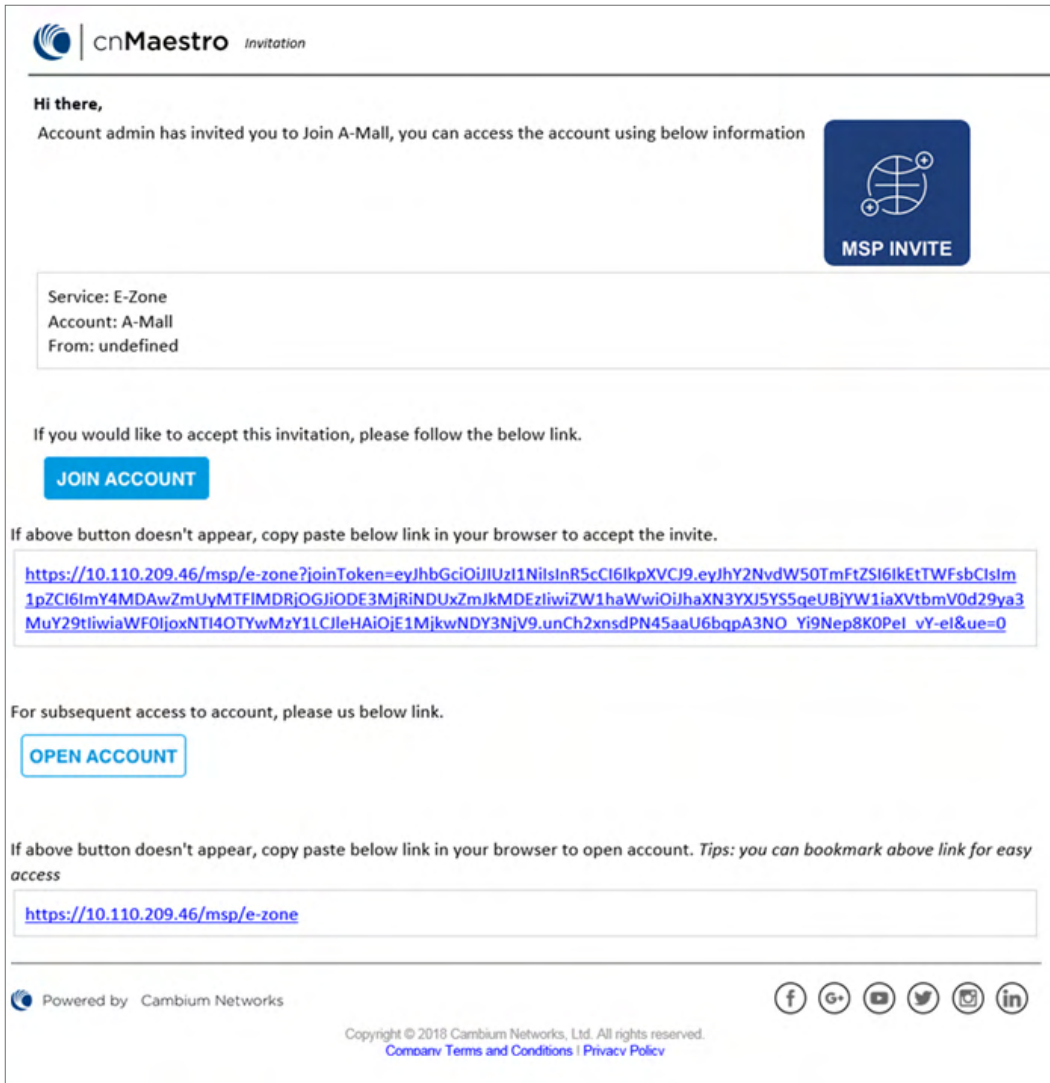 cnMaestro Invitation
Hi there,
Account admin has invited you to Join A-Mall, you can access the account using below information
MSP INVITE
Service: E-Zone
Account: A-Mall
From: undefined
If you would like to accept this invitation, please follow the below link.
JOIN ACCOUNT
If above button doesn't appear, copy paste below link in your browser to accept the invite.
https://10.110.209.46/msp/e-zone?joinToken=eyJhbGciOiJIUzI1NiIsInR5cCI6IkpXVCJ9.eyJhY2NvdW50TmFtZSI6IkEtTWFsbCIsIm
1pZCI6ImY4MDAwZmUyMTFlMDRjOGJiODE3MjRiNDUxZmJkMDEzIiwiZW1haWwiOiJhaXN3YXJ5YS5qeUBjYW1iaXVtbmV0d29ya3
MuY29tIiwiaWF0IjoxNTI4OTYwMzY1LCJleHAiOjE1MjkwNDY3NjV9.unCh2xnsdPN45aaU6bqpA3NO_Yi9Nep8K0PeI_vY-eI&ue=0
For subsequent access to account, please us below link.
OPEN ACCOUNT
If above button doesn't appear, copy paste below link in your browser to open account. Tips: you can bookmark above link for easy
access
https://10.110.209.46/msp/e-zone
Powered by Cambium Networks
Copyright © 2018 Cambium Networks, Ltd. All rights reserved.
Company Terms and Conditions | Privacy Policy